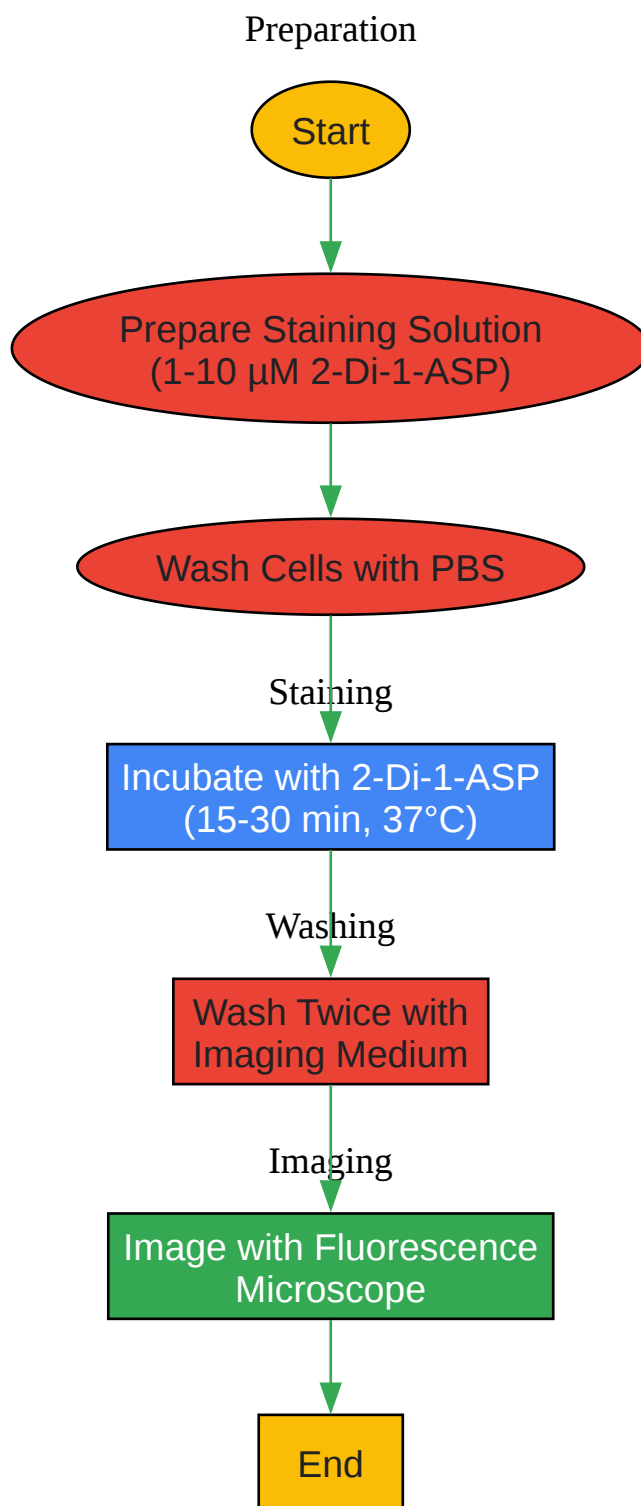 Preparation
Start
Prepare Staining Solution
(1-10 µM 2-Di-1-ASP)
Wash Cells with PBS
Staining
Incubate with 2-Di-1-ASP
(15-30 min, 37°C)
Washing
Wash Twice with
Imaging Medium
Imaging
Image with Fluorescence
Microscope
End